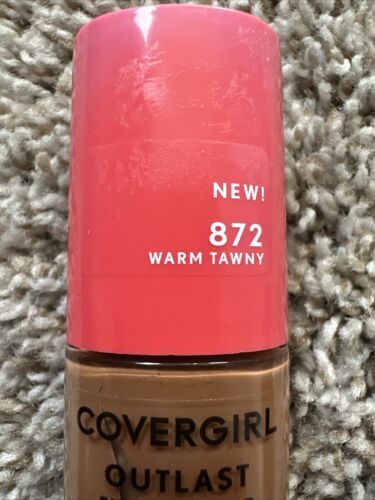 NEW!
872
WARM TAWNY
COVERGIRL
OUTLAST